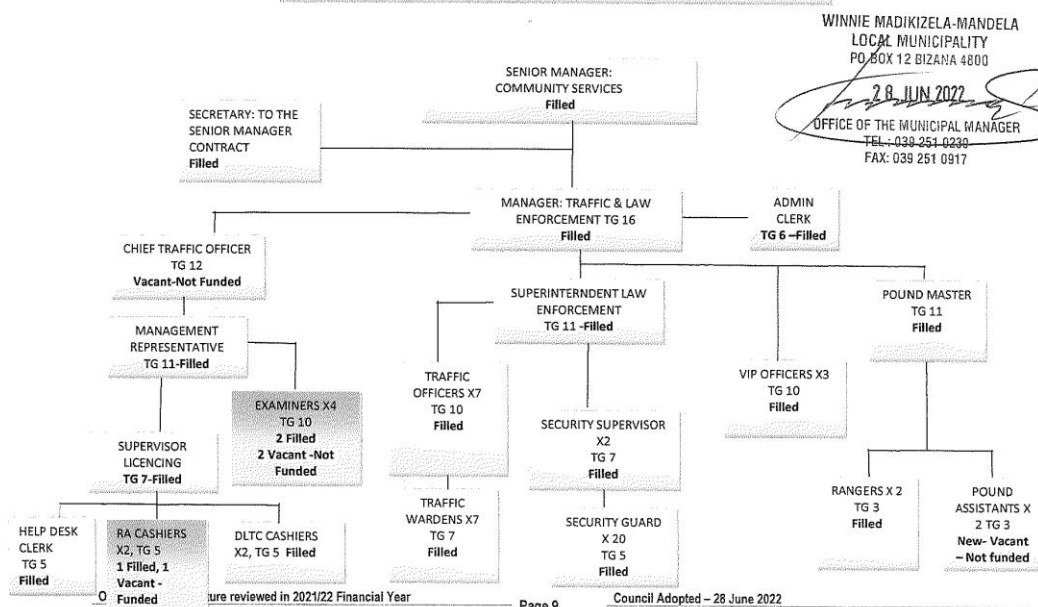 WINNIE MADIKIZELA-MANDELA
LOCAL MUNICIPALITY
PO BOX 12 BIZANA 4800
28 JUN 2022
OFFICE OF THE MUNICIPAL MANAGER
TEL: 039 251 0230
FAX: 039 251 0917
SENIOR MANAGER:
COMMUNITY SERVICES
Filled
SECRETARY: TO THE
SENIOR MANAGER
CONTRACT
Filled
MANAGER: TRAFFIC & LAW
ENFORCEMENT TG 16
Filled
ADMIN
CLERK
TG 6 –Filled
CHIEF TRAFFIC OFFICER
TG 12
Vacant-Not Funded
SUPERINTERNDENT LAW
ENFORCEMENT
TG 11 -Filled
POUND MASTER
TG 11
Filled
MANAGEMENT
REPRESENTATIVE
TG 11-Filled
TRAFFIC
OFFICERS X7
TG 10
Filled
VIP OFFICERS X3
TG 10
Filled
EXAMINERS X4
TG 10
2 Filled
2 Vacant -Not
Funded
SECURITY SUPERVISOR
X2
TG 7
Filled
SUPERVISOR
LICENCING
TG 7-Filled
TRAFFIC
WARDENS X7
TG 7
Filled
SECURITY GUARD
X 20
TG 5
Filled
RANGERS X 2
TG 3
Filled
POUND
ASSISTANTS X
2 TG 3
New- Vacant
– Not funded
HELP DESK
CLERK
TG 5
Filled
RA CASHIERS
X2, TG 5
1 Filled, 1
Vacant -
Funded
DLTC CASHIERS
X2, TG 5 Filled
O ure reviewed in 2021/22 Financial Year
Page 9
Council Adopted – 28 June 2022